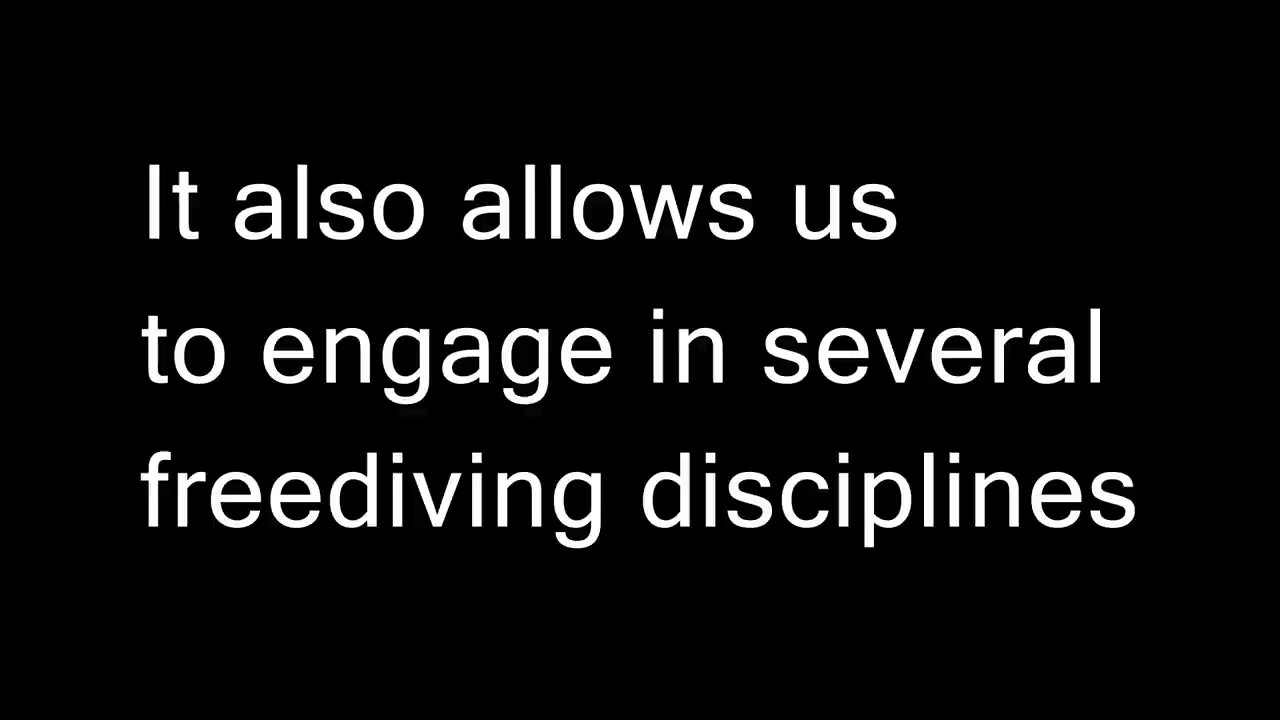 It also allows us
to engage in several
freediving disciplines